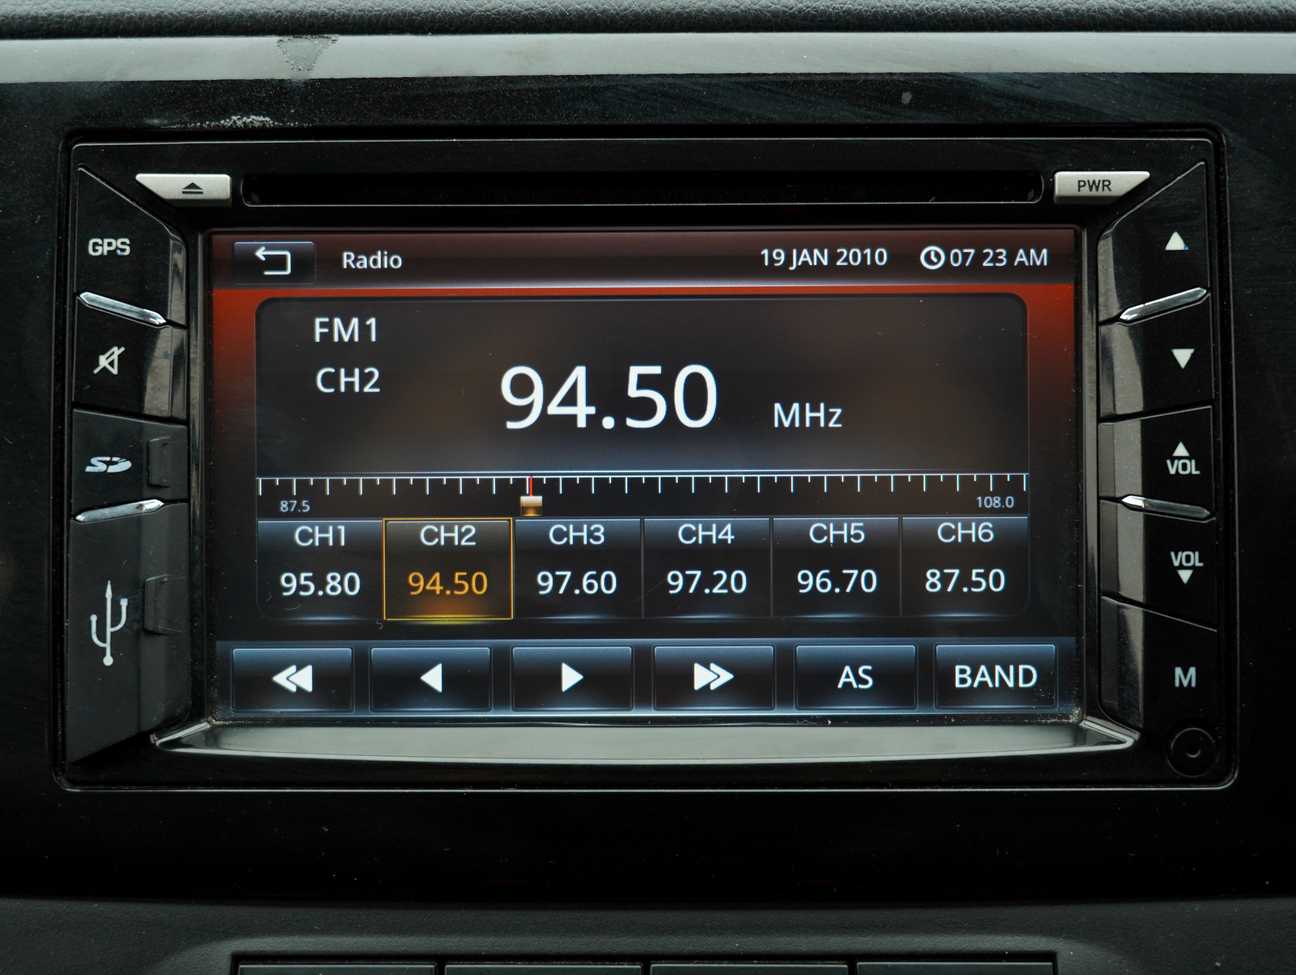 PWR
GPS
Radio
19 JAN 2010
07 23 AM
FM1
CH2
94.50 MHz
87.5
108.0
CH1 CH2 CH3 CH4 CH5 CH6
95.80 94.50 97.60 97.20 96.70 87.50
AS
BAND
SD
VOL
VOL
M